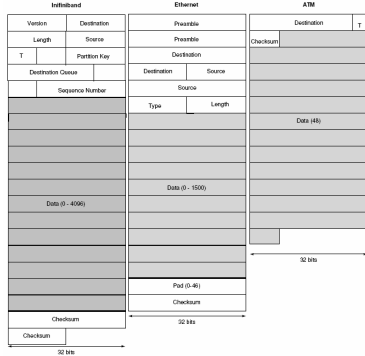 Inifiniband
Version Destination
Length Source
T Partition Key
Destination Queue
Sequence Number
Data (0 - 4096)
Checksum
Checksum
32 bits
Ethernet
Preamble
Preamble
Destination
Destination Source
Source
Type Length
Data (0 - 1500)
Pad (0-46)
Checksum
32 bits
ATM
Destination T
Checksum
Data (48)
32 bits